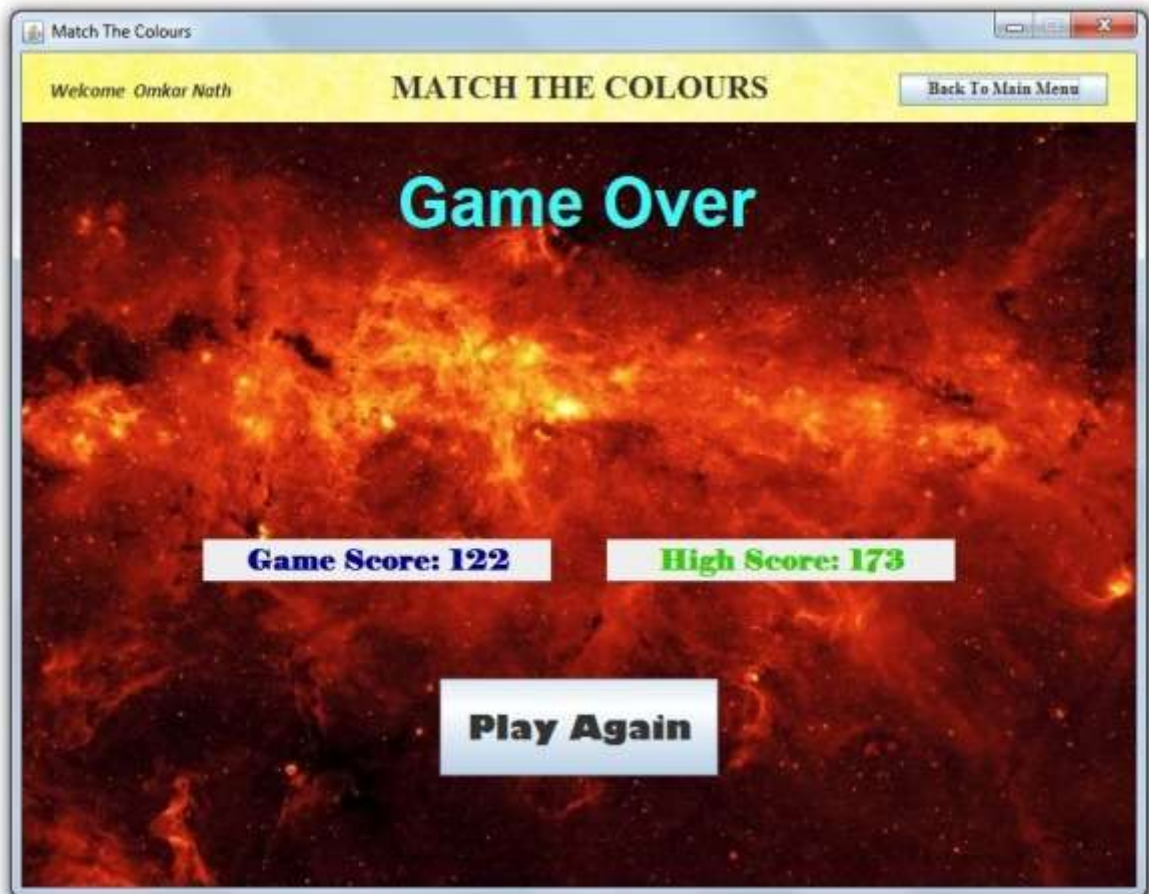 Match The Colours
Welcome Omkar Nath
MATCH THE COLOURS
Back To Main Menu
Game Over
Game Score: 122
High Score: 173
Play Again